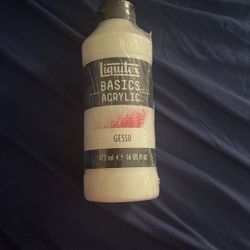 Liquitex
BASICS
ACRYLIC
GESSO
473 ml ℮ 16 US fl oz